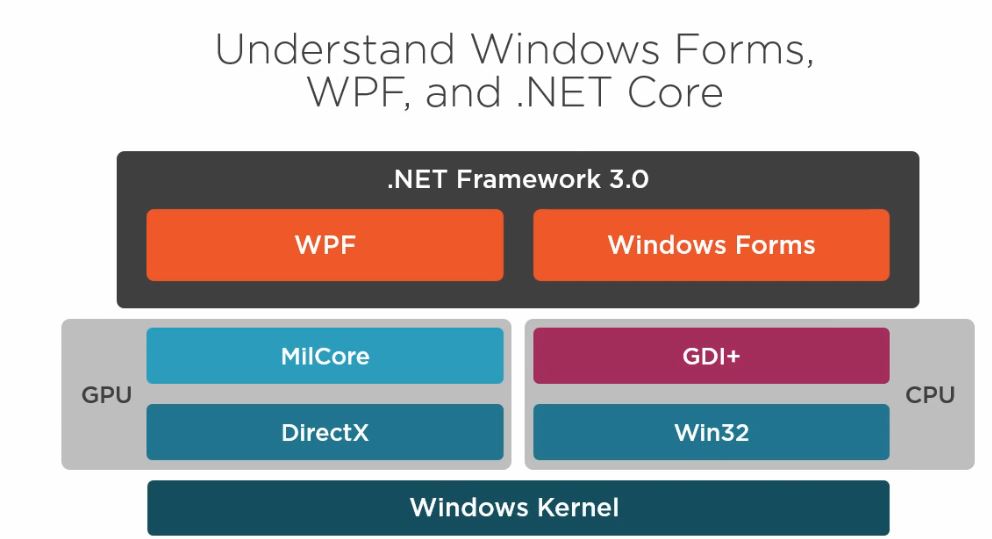 Understand Windows Forms,
WPF, and .NET Core
.NET Framework 3.0
WPF
Windows Forms
GPU
MilCore
DirectX
GDI+
Win32
CPU
Windows Kernel